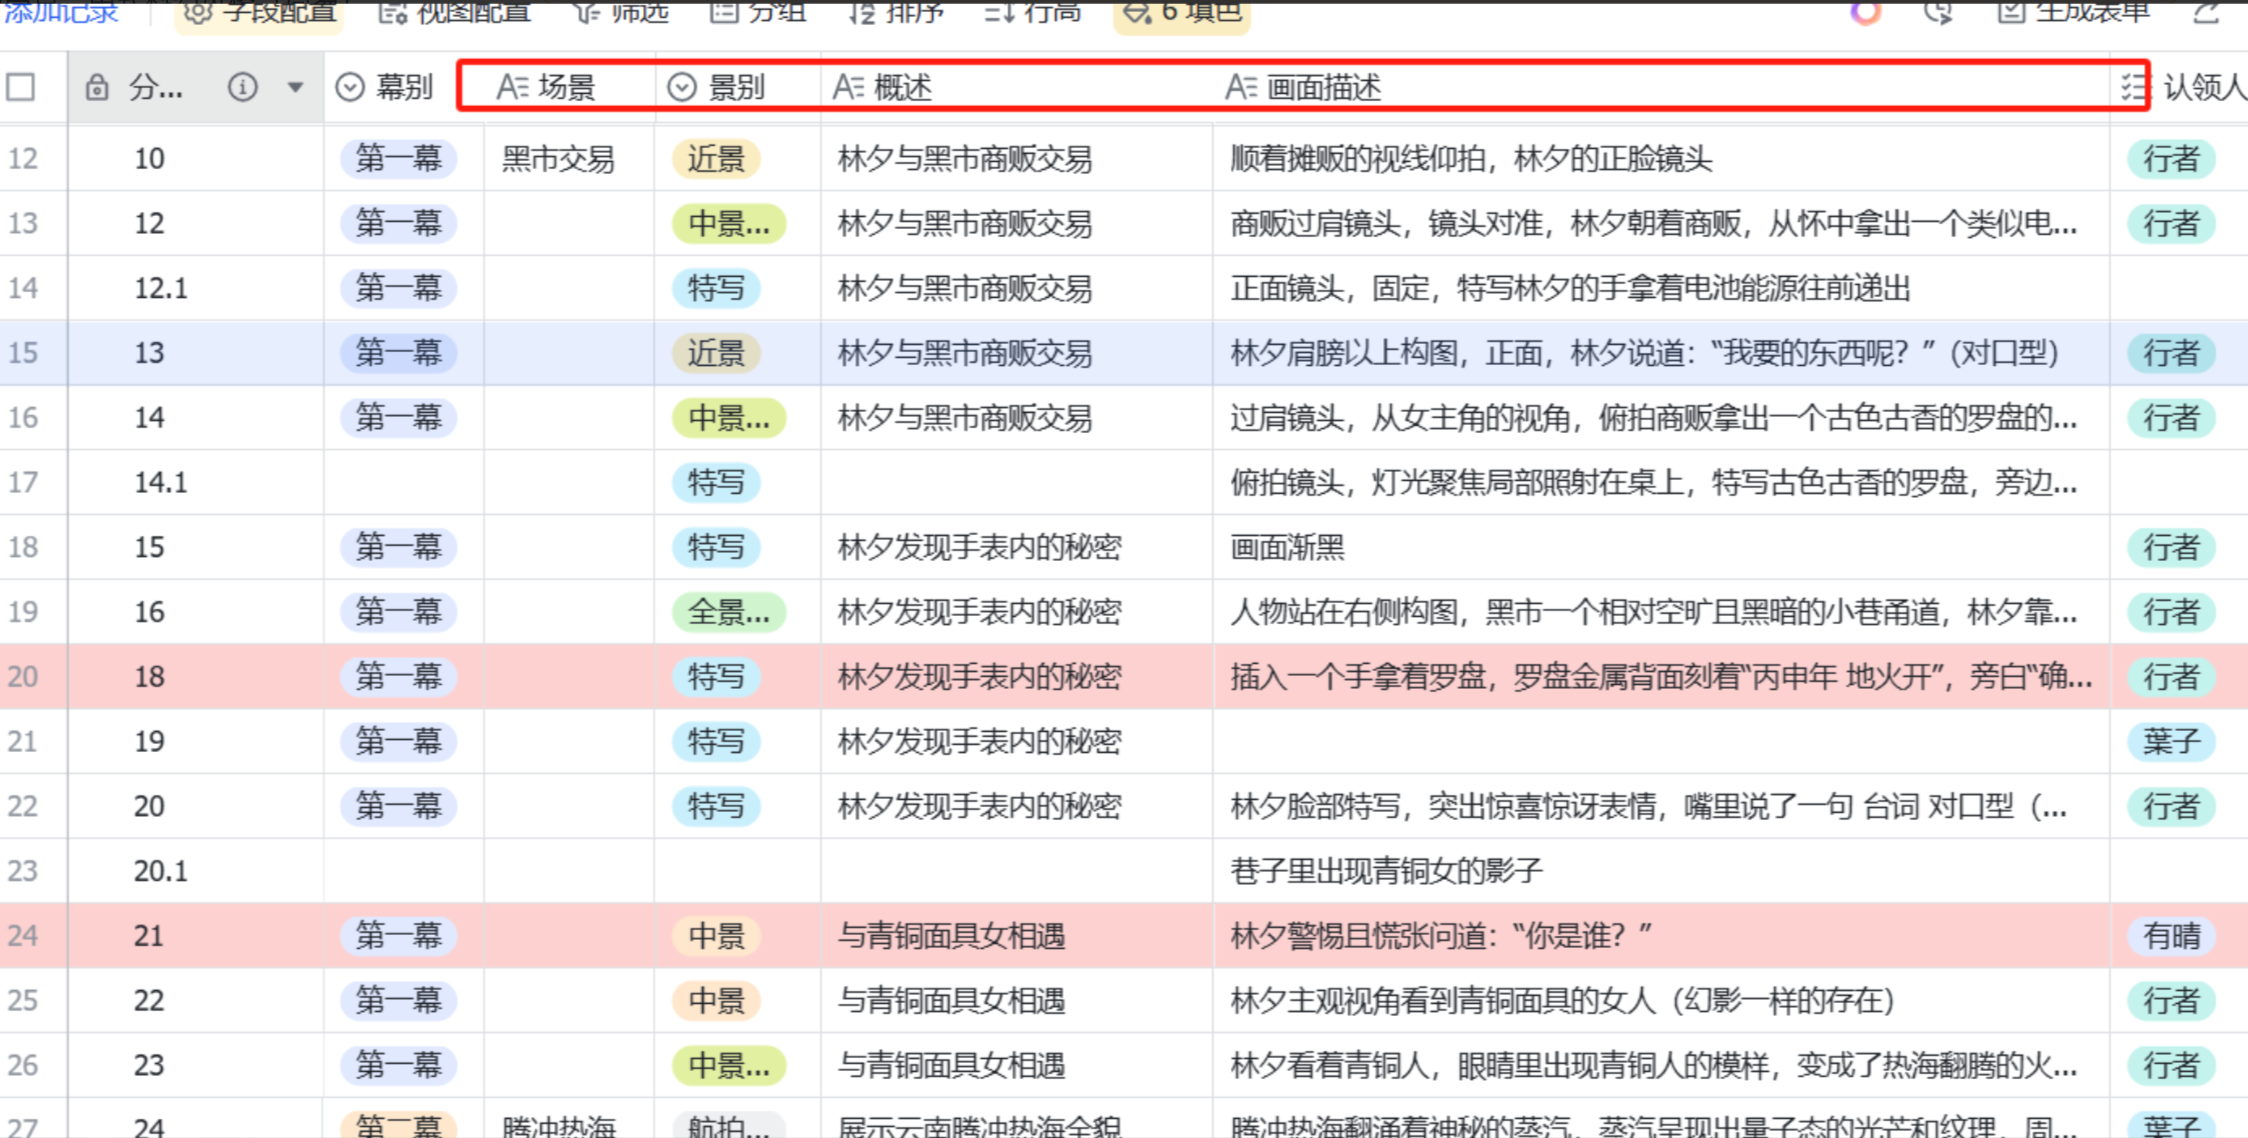 添加记录 字段配置 视图配置 筛选 分组 排序 行高 6 填色 生成表单
分... 幕别 场景 景别 概述 画面描述 认领人
12 10 第一幕 黑市交易 近景 林夕与黑市商贩交易 顺着摊贩的视线仰拍，林夕的正脸镜头 行者
13 12 第一幕 中景... 林夕与黑市商贩交易 商贩过肩镜头，镜头对准，林夕朝着商贩，从怀中拿出一个类似电... 行者
14 12.1 第一幕 特写 林夕与黑市商贩交易 正面镜头，固定，特写林夕的手拿着电池能源往前递出
15 13 第一幕 近景 林夕与黑市商贩交易 林夕肩膀以上构图，正面，林夕说道：“我要的东西呢？”（对口型） 行者
16 14 第一幕 中景... 林夕与黑市商贩交易 过肩镜头，从女主角的视角，俯拍商贩拿出一个古色古香的罗盘的... 行者
17 14.1 特写 俯拍镜头，灯光聚焦局部照射在桌上，特写古色古香的罗盘，旁边...
18 15 第一幕 特写 林夕发现手表内的秘密 画面渐黑 行者
19 16 第一幕 全景... 林夕发现手表内的秘密 人物站在右侧构图，黑市一个相对空旷且黑暗的小巷甬道，林夕靠... 行者
20 18 第一幕 特写 林夕发现手表内的秘密 插入一个手拿着罗盘，罗盘金属背面刻着“丙申年 地火开”，旁白“确... 行者
21 19 第一幕 特写 林夕发现手表内的秘密 葉子
22 20 第一幕 特写 林夕发现手表内的秘密 林夕脸部特写，突出惊喜惊讶表情，嘴里说了一句 台词 对口型（... 行者
23 20.1 巷子里出现青铜女的影子
24 21 第一幕 中景 与青铜面具女相遇 林夕警惕且慌张问道：“你是谁？” 有晴
25 22 第一幕 中景 与青铜面具女相遇 林夕主观视角看到青铜面具的女人（幻影一样的存在） 行者
26 23 第一幕 中景... 与青铜面具女相遇 林夕看着青铜人，眼睛里出现青铜人的模样，变成了热海翻腾的火... 行者
27 24 第二幕 腾冲热海 航拍... 展示云南腾冲热海全貌 腾冲热海翻涌着神秘的蒸汽，蒸汽呈现出量子态的光芒和纹理，周... 葉子